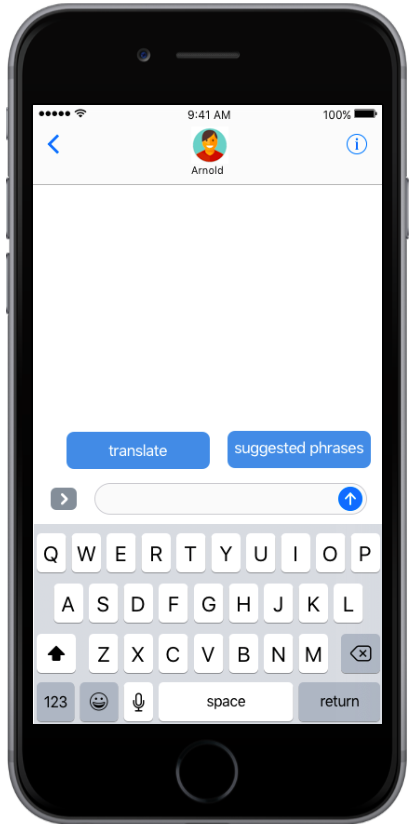 9:41 AM
100%
Arnold
translate
suggested phrases
Q W E R T Y U I O P
A S D F G H J K L
Z X C V B N M
123 space return